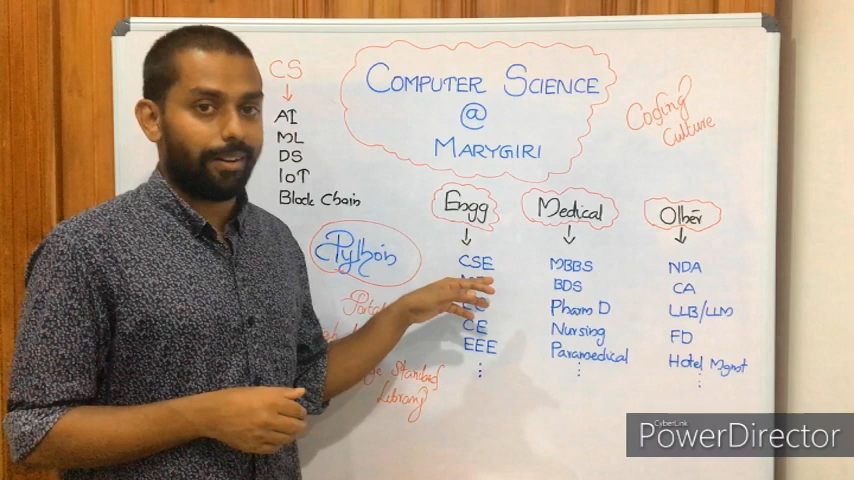 CS
AI
ML
DS
IoT
Block Chain
COMPUTER SCIENCE
@
MARYGIRI
Coding
Culture
Python
Standard
Library
Engg
CSE
CE
EEE
Medical
MBBS
BDS
Pharm D
Nursing
Paramedical
Other
NDA
CA
LLB/LLM
FD
Hotel Mgmt
CyberLink
PowerDirector